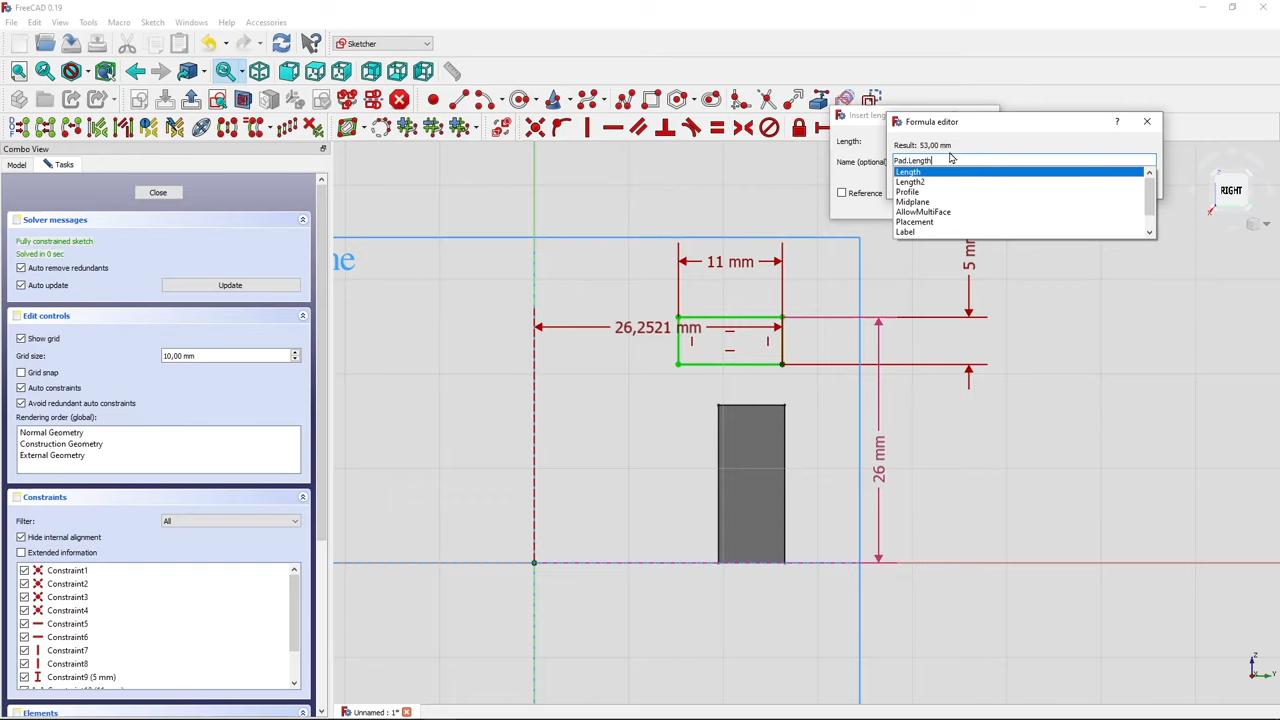 FreeCAD 0.19
File Edit View Tools Macro Sketch Windows Help Accessories
Sketcher
Combo View
Model Tasks
Close
Solver messages
Fully constrained sketch
Solved in 0 sec
Auto remove redundants
Auto update
Update
Edit controls
Show grid
Grid size:
10,00 mm
Grid snap
Auto constraints
Avoid redundant auto constraints
Rendering order (global):
Normal Geometry
Construction Geometry
External Geometry
Constraints
Filter:
All
Hide internal alignment
Extended information
Constraint1
Constraint2
Constraint3
Constraint4
Constraint5
Constraint6
Constraint7
Constraint8
Constraint9 (5 mm)
Elements
Length:
Name (optional)
Reference
Formula editor
?
Result: 53,00 mm
Pad.Length
Length
Length2
Profile
Midplane
AllowMultiFace
Placement
Label
RIGHT
11 mm
26,2521 mm
26 mm
z
Y
Unnamed : 1*